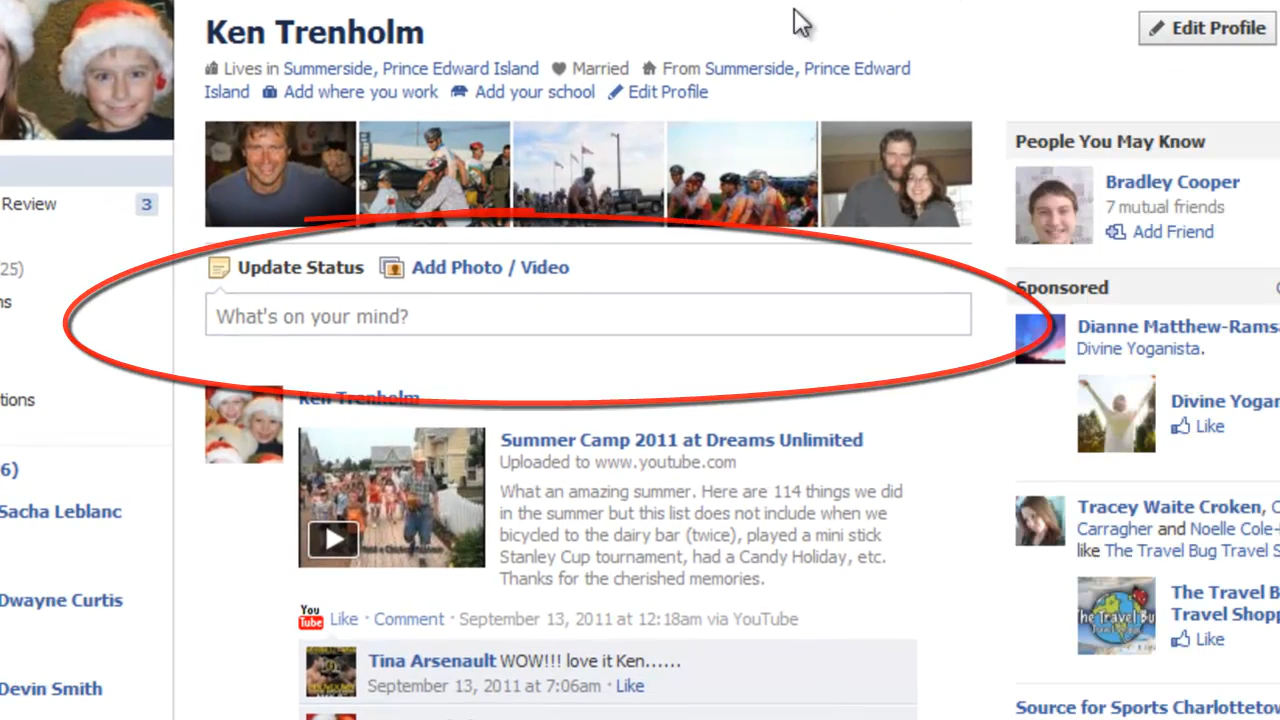 Ken Trenholm
Edit Profile
Lives in Summerside, Prince Edward Island Married From Summerside, Prince Edward
Island Add where you work Add your school Edit Profile
Review 3
25)
ns
tions
6)
Sacha Leblanc
Dwayne Curtis
Devin Smith
Update Status Add Photo / Video
What's on your mind?
Ken Trenholm
Summer Camp 2011 at Dreams Unlimited
Uploaded to www.youtube.com
What an amazing summer. Here are 114 things we did
in the summer but this list does not include when we
bicycled to the dairy bar (twice), played a mini stick
Stanley Cup tournament, had a Candy Holiday, etc.
Thanks for the cherished memories.
You
Tube
Like · Comment · September 13, 2011 at 12:18am via YouTube
Tina Arsenault WOW!!! love it Ken......
September 13, 2011 at 7:06am · Like
People You May Know
Bradley Cooper
7 mutual friends
Add Friend
Sponsored
Dianne Matthew-Ramsa
Divine Yoganista.
Divine Yogan
Like
Tracey Waite Croken, C
Carragher and Noelle Cole-
like The Travel Bug Travel S
The Travel B
Travel Shopp
Like
The Travel Bu
Source for Sports Charlottetow